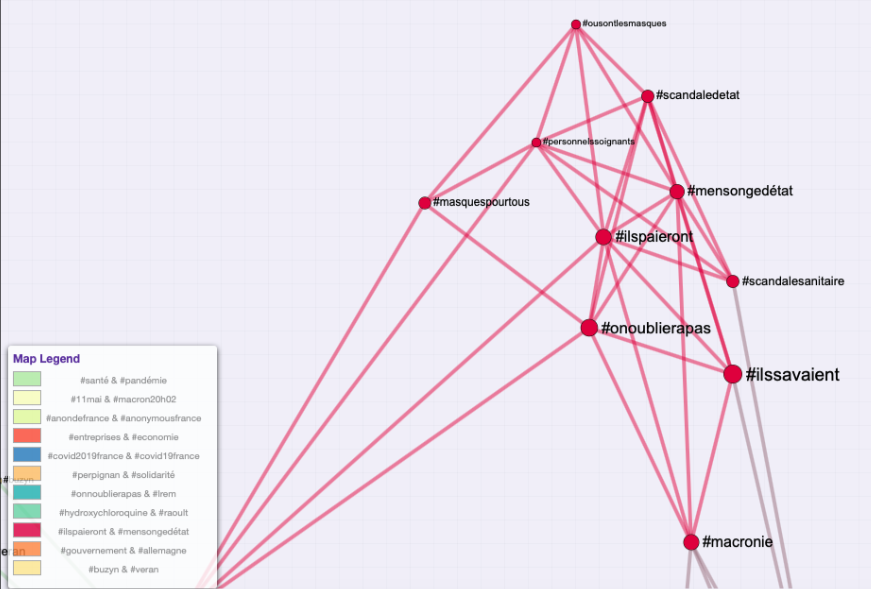 #ousontlesmasques
#scandaledetat
#personnelssoignants
#mensongedétat
#masquespourtous
#ilspaieront
#scandalesanitaire
#onoublierapas
#ilssavaient
#macronie
Map Legend
#santé & #pandémie
#11mai & #macron20h02
#anondefrance & #anonymousfrance
#entreprises & #economie
#covid2019france & #covid19france
#perpignan & #solidarité
#onnoublierapas & #lrem
#hydroxychloroquine & #raoult
#ilspaieront & #mensongedétat
#gouvernement & #allemagne
#buzyn & #veran